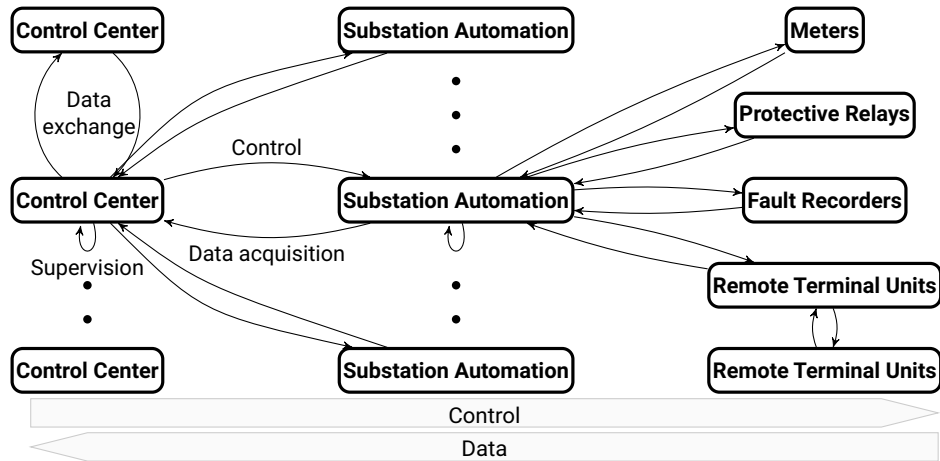 Control Center
Substation Automation
Meters
Data
exchange
Protective Relays
Control
Control Center
Substation Automation
Fault Recorders
Data acquisition
Supervision
Remote Terminal Units
Control Center
Substation Automation
Remote Terminal Units
Control
Data